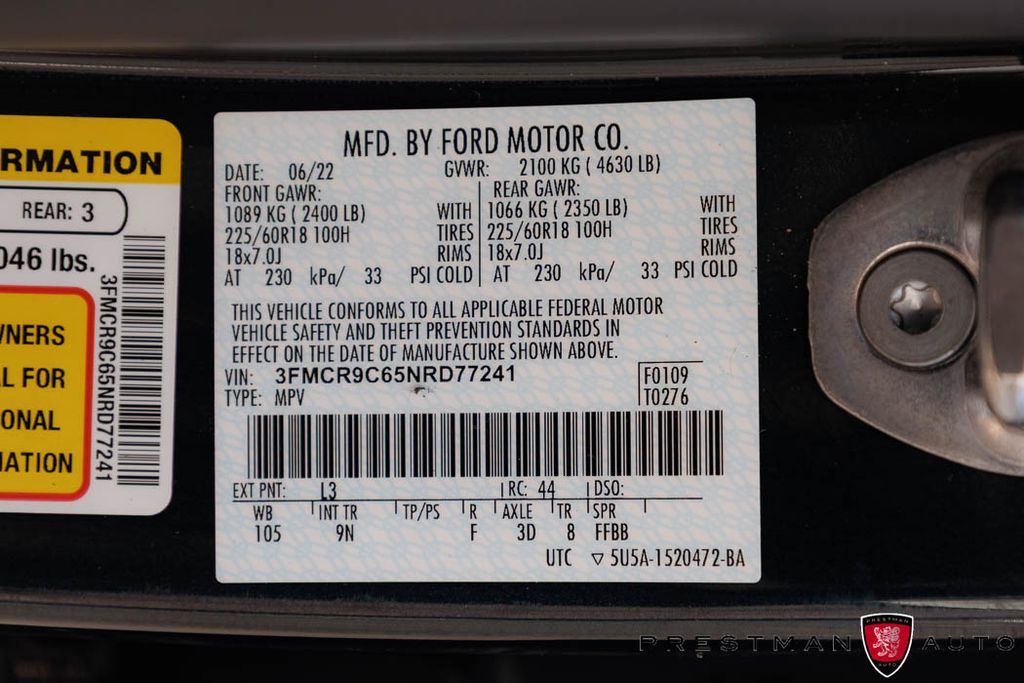 RMATION
REAR: 3
046 lbs.
3FMCR9C65NRD77241
WNERS
L FOR
ONAL
MATION
MFD. BY FORD MOTOR CO.
DATE: 06/22 GVWR: 2100 KG ( 4630 LB)
FRONT GAWR: REAR GAWR:
1089 KG ( 2400 LB) WITH 1066 KG ( 2350 LB) WITH
225/60R18 100H TIRES 225/60R18 100H TIRES
18x7.0J RIMS 18x7.0J RIMS
AT 230 kPa/ 33 PSI COLD AT 230 kPa/ 33 PSI COLD
THIS VEHICLE CONFORMS TO ALL APPLICABLE FEDERAL MOTOR
VEHICLE SAFETY AND THEFT PREVENTION STANDARDS IN
EFFECT ON THE DATE OF MANUFACTURE SHOWN ABOVE.
VIN: 3FMCR9C65NRD77241 F0109
TYPE: MPV T0276
EXT PNT: L3 RC: 44 DSO:
WB INT TR TP/PS R AXLE TR SPR
105 9N F 3D 8 FFBB
UTC ▽ 5U5A-1520472-BA
PRESTMAN PRESTMAN AUTO AUTO